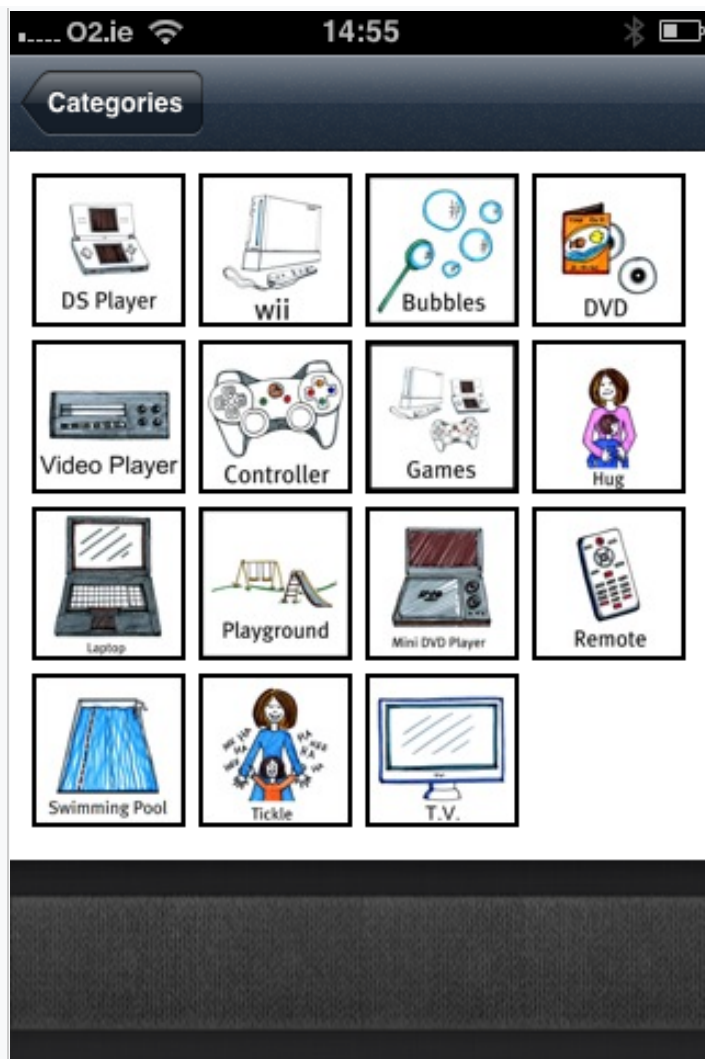 O2.ie 14:55
Categories
DS Player wii Bubbles DVD
Video Player Controller Games Hug
Laptop Playground Mini DVD Player Remote
Swimming Pool Tickle T.V.